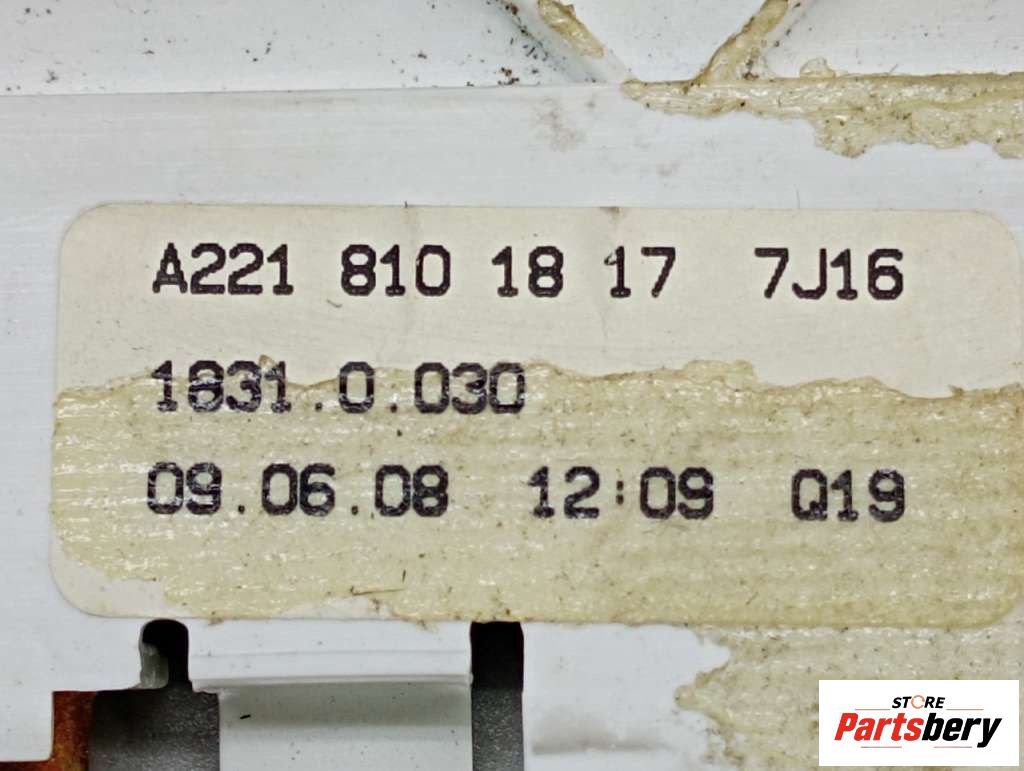 A221 810 18 17 7J16
1831.0.030
09.06.08 12:09 Q19
STORE
Partsbery